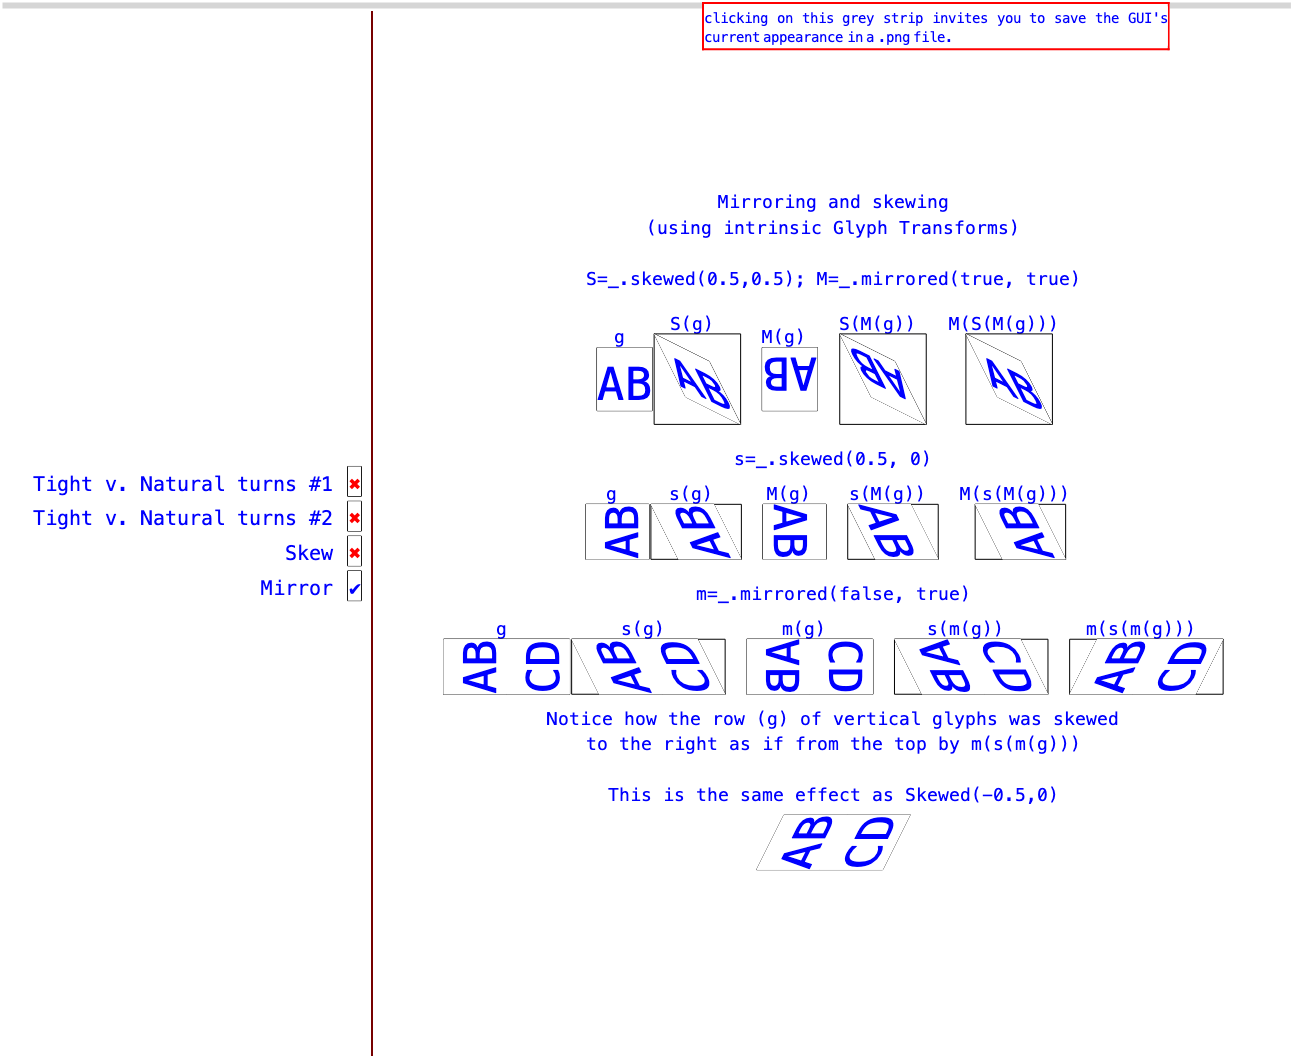 clicking on this grey strip invites you to save the GUI's
current appearance in a .png file.
Mirroring and skewing
(using intrinsic Glyph Transforms)
S=_.skewed(0.5,0.5); M=_.mirrored(true, true)
g S(g) M(g) S(M(g)) M(S(M(g)))
AB AB AB AB AB
s=_.skewed(0.5, 0)
g s(g) M(g) s(M(g)) M(s(M(g)))
AB AB AB AB AB
m=_.mirrored(false, true)
g s(g) m(g) s(m(g)) m(s(m(g)))
AB CD AB CD AB CD AB CD AB CD
Notice how the row (g) of vertical glyphs was skewed
to the right as if from the top by m(s(m(g)))
This is the same effect as Skewed(−0.5,0)
AB CD
Tight v. Natural turns #1 ✖
Tight v. Natural turns #2 ✖
Skew ✖
Mirror ✔